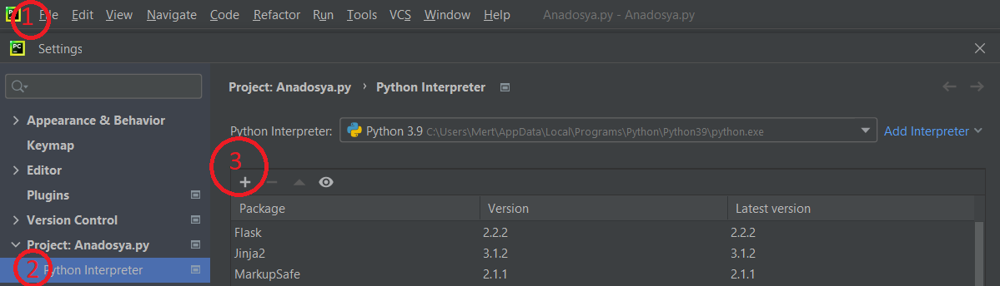 PC 1 File Edit View Navigate Code Refactor Run Tools VCS Window Help Anadosya.py - Anadosya.py
PC Settings
Project: Anadosya.py › Python Interpreter
Appearance & Behavior
Python Interpreter: Python 3.9 C:\Users\Mert\AppData\Local\Programs\Python\Python39\python.exe Add Interpreter
Keymap
3
Editor
Plugins
Package Version Latest version
Version Control
Flask 2.2.2 2.2.2
Project: Anadosya.py
Jinja2 3.1.2 3.1.2
2 Python Interpreter
MarkupSafe 2.1.1 2.1.1